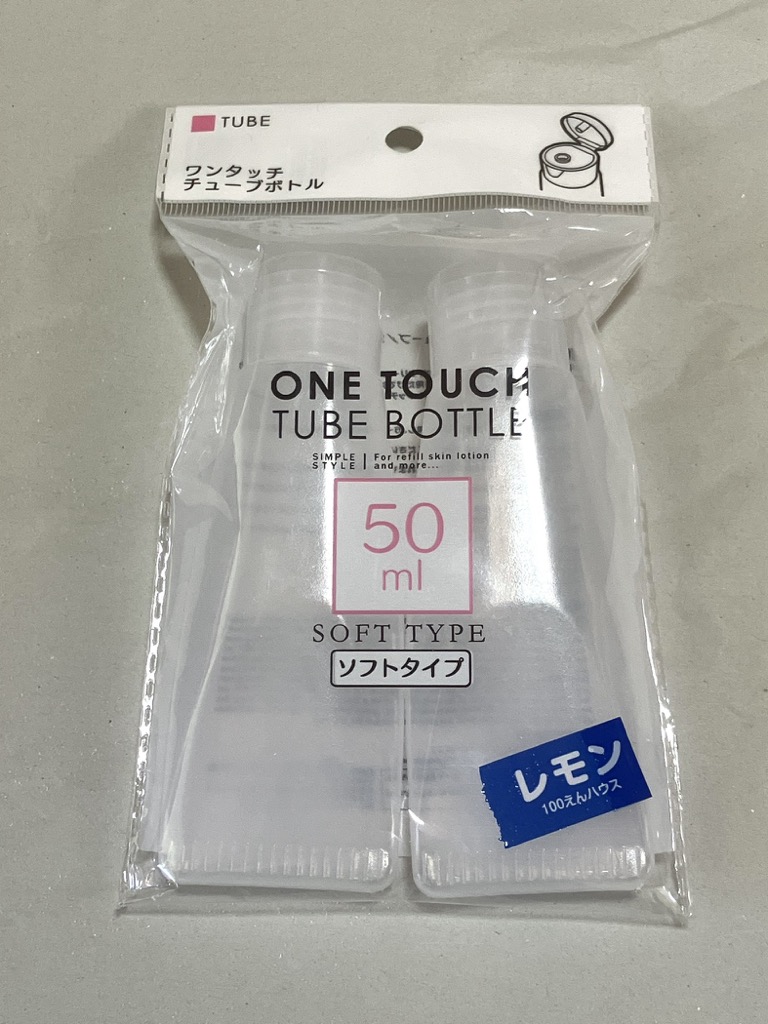 TUBE
ワンタッチ
チューブボトル
ONE TOUCH
TUBE BOTTLE
SIMPLE STYLE
For refill skin lotion
and more...
50
ml
SOFT TYPE
ソフトタイプ
レモン
100えんハウス